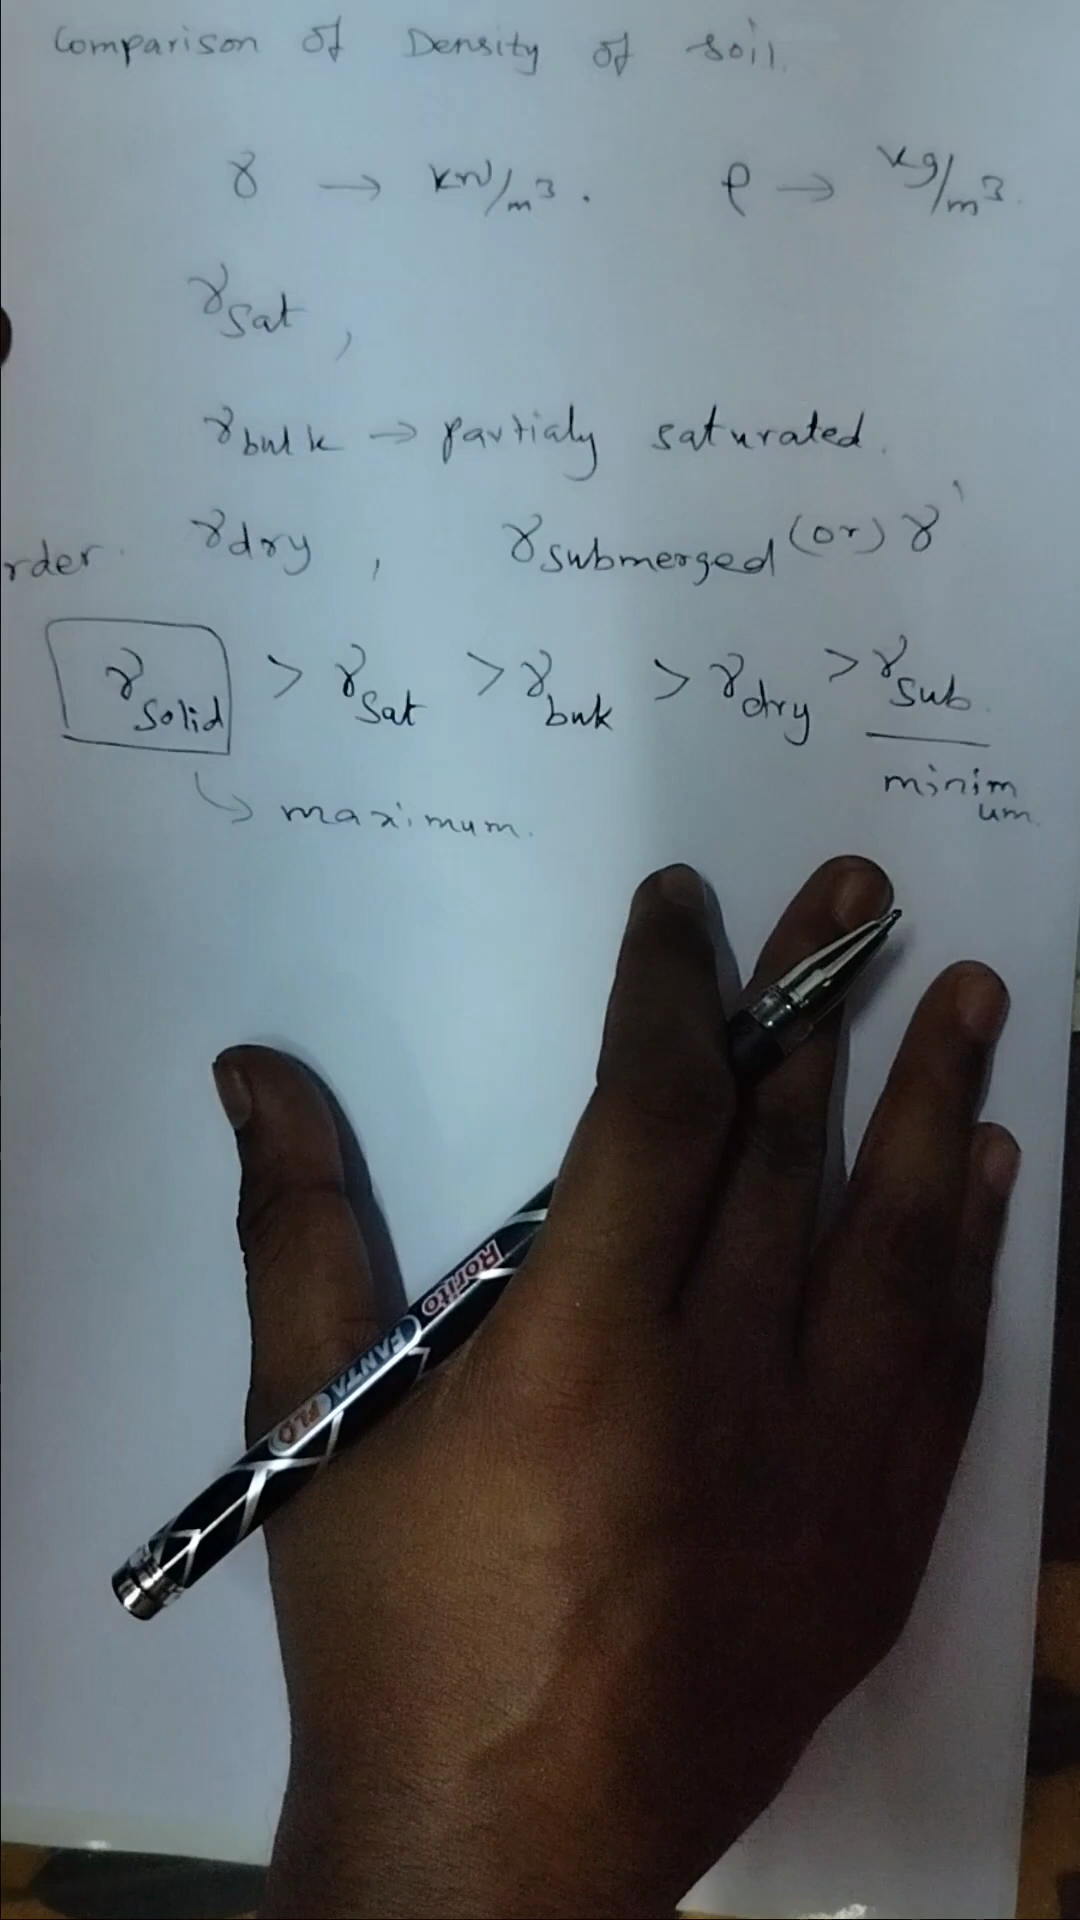 Comparison of Density of soil.
γ → kN/m³. ρ → kg/m³.
γsat ,
γbulk → partialy saturated.
rder. γdry , γsubmerged (or) γ'
γsolid > γsat > γbuk > γdry > γsub.
→ maximum. minimum.
Rorito FANTA FLO